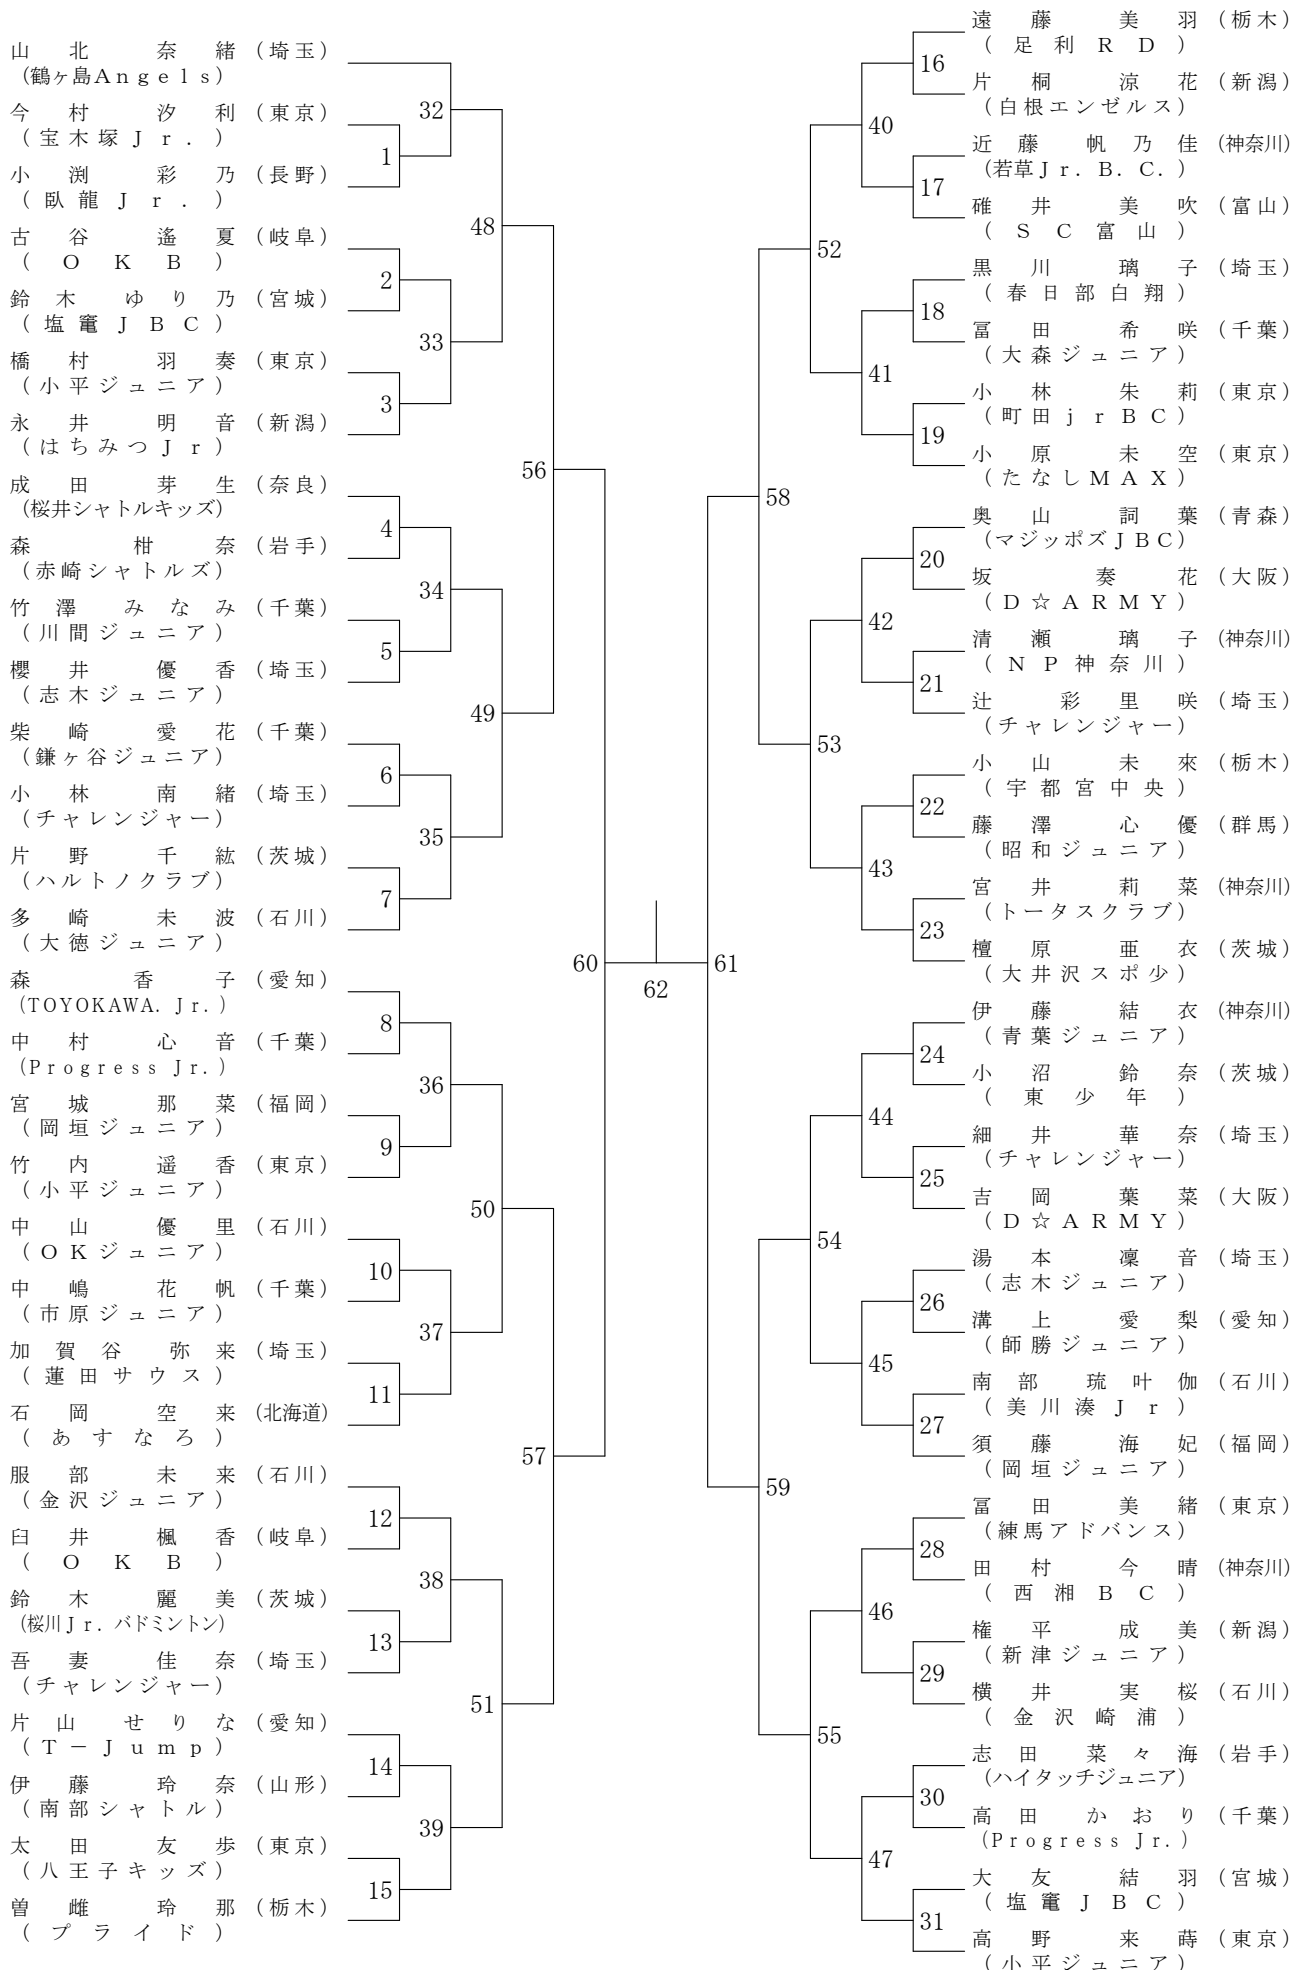 山北 奈緒 (埼玉)
(鶴ヶ島Angels)
今村 汐利 (東京)
(宝木塚Jr.)
小渕 彩乃 (長野)
(臥龍Jr.)
古谷 遙夏 (岐阜)
(OKB)
鈴木 ゆり乃 (宮城)
(塩竃JBC)
橋村 羽奏 (東京)
(小平ジュニア)
永井 明音 (新潟)
(はちみつJr)
成田 芽生 (奈良)
(桜井シャトルキッズ)
森 柑奈 (岩手)
(赤崎シャトルズ)
竹澤 みなみ (千葉)
(川間ジュニア)
櫻井 優香 (埼玉)
(志木ジュニア)
柴崎 愛花 (千葉)
(鎌ヶ谷ジュニア)
小林 南緒 (埼玉)
(チャレンジャー)
片野 千紘 (茨城)
(ハルトノクラブ)
多崎 未波 (石川)
(大徳ジュニア)
森 香子 (愛知)
(TOYOKAWA.Jr.)
中村 心音 (千葉)
(Progress Jr.)
宮城 那菜 (福岡)
(岡垣ジュニア)
竹内 遥香 (東京)
(小平ジュニア)
中山 優里 (石川)
(OKジュニア)
中嶋 花帆 (千葉)
(市原ジュニア)
加賀谷 弥来 (埼玉)
(蓮田サウス)
石岡 空来 (北海道)
(あすなろ)
服部 未来 (石川)
(金沢ジュニア)
臼井 楓香 (岐阜)
(OKB)
鈴木 麗美 (茨城)
(桜川Jr.バドミントン)
吾妻 佳奈 (埼玉)
(チャレンジャー)
片山 せりな (愛知)
(T－Jump)
伊藤 玲奈 (山形)
(南部シャトル)
太田 友歩 (東京)
(八王子キッズ)
曽雌 玲那 (栃木)
(プライド)
1
2
3
4
5
6
7
8
9
10
11
12
13
14
15
32
33
34
35
36
37
38
39
48
49
50
51
56
57
60
62
61
58
59
52
53
54
55
40
41
42
43
44
45
46
47
16
17
18
19
20
21
22
23
24
25
26
27
28
29
30
31
遠藤 美羽 (栃木)
(足利RD)
片桐 涼花 (新潟)
(白根エンゼルス)
近藤 帆乃佳 (神奈川)
(若草Jr.B.C.)
碓井 美吹 (富山)
(SC富山)
黒川 璃子 (埼玉)
(春日部白翔)
冨田 希咲 (千葉)
(大森ジュニア)
小林 朱莉 (東京)
(町田jrBC)
小原 未空 (東京)
(たなしMAX)
奥山 詞葉 (青森)
(マジッポズJBC)
坂 奏花 (大阪)
(D☆ARMY)
清瀬 璃子 (神奈川)
(NP神奈川)
辻 彩里咲 (埼玉)
(チャレンジャー)
小山 未來 (栃木)
(宇都宮中央)
藤澤 心優 (群馬)
(昭和ジュニア)
宮井 莉菜 (神奈川)
(トータスクラブ)
檀原 亜衣 (茨城)
(大井沢スポ少)
伊藤 結衣 (神奈川)
(青葉ジュニア)
小沼 鈴奈 (茨城)
(東少年)
細井 華奈 (埼玉)
(チャレンジャー)
吉岡 葉菜 (大阪)
(D☆ARMY)
湯本 凜音 (埼玉)
(志木ジュニア)
溝上 愛梨 (愛知)
(師勝ジュニア)
南部 琉叶伽 (石川)
(美川湊Jr)
須藤 海妃 (福岡)
(岡垣ジュニア)
冨田 美緒 (東京)
(練馬アドバンス)
田村 今晴 (神奈川)
(西湘BC)
権平 成美 (新潟)
(新津ジュニア)
横井 実桜 (石川)
(金沢崎浦)
志田 菜々海 (岩手)
(ハイタッチジュニア)
高田 かおり (千葉)
(Progress Jr.)
大友 結羽 (宮城)
(塩竃JBC)
高野 来蒔 (東京)
(小平ジュニア)